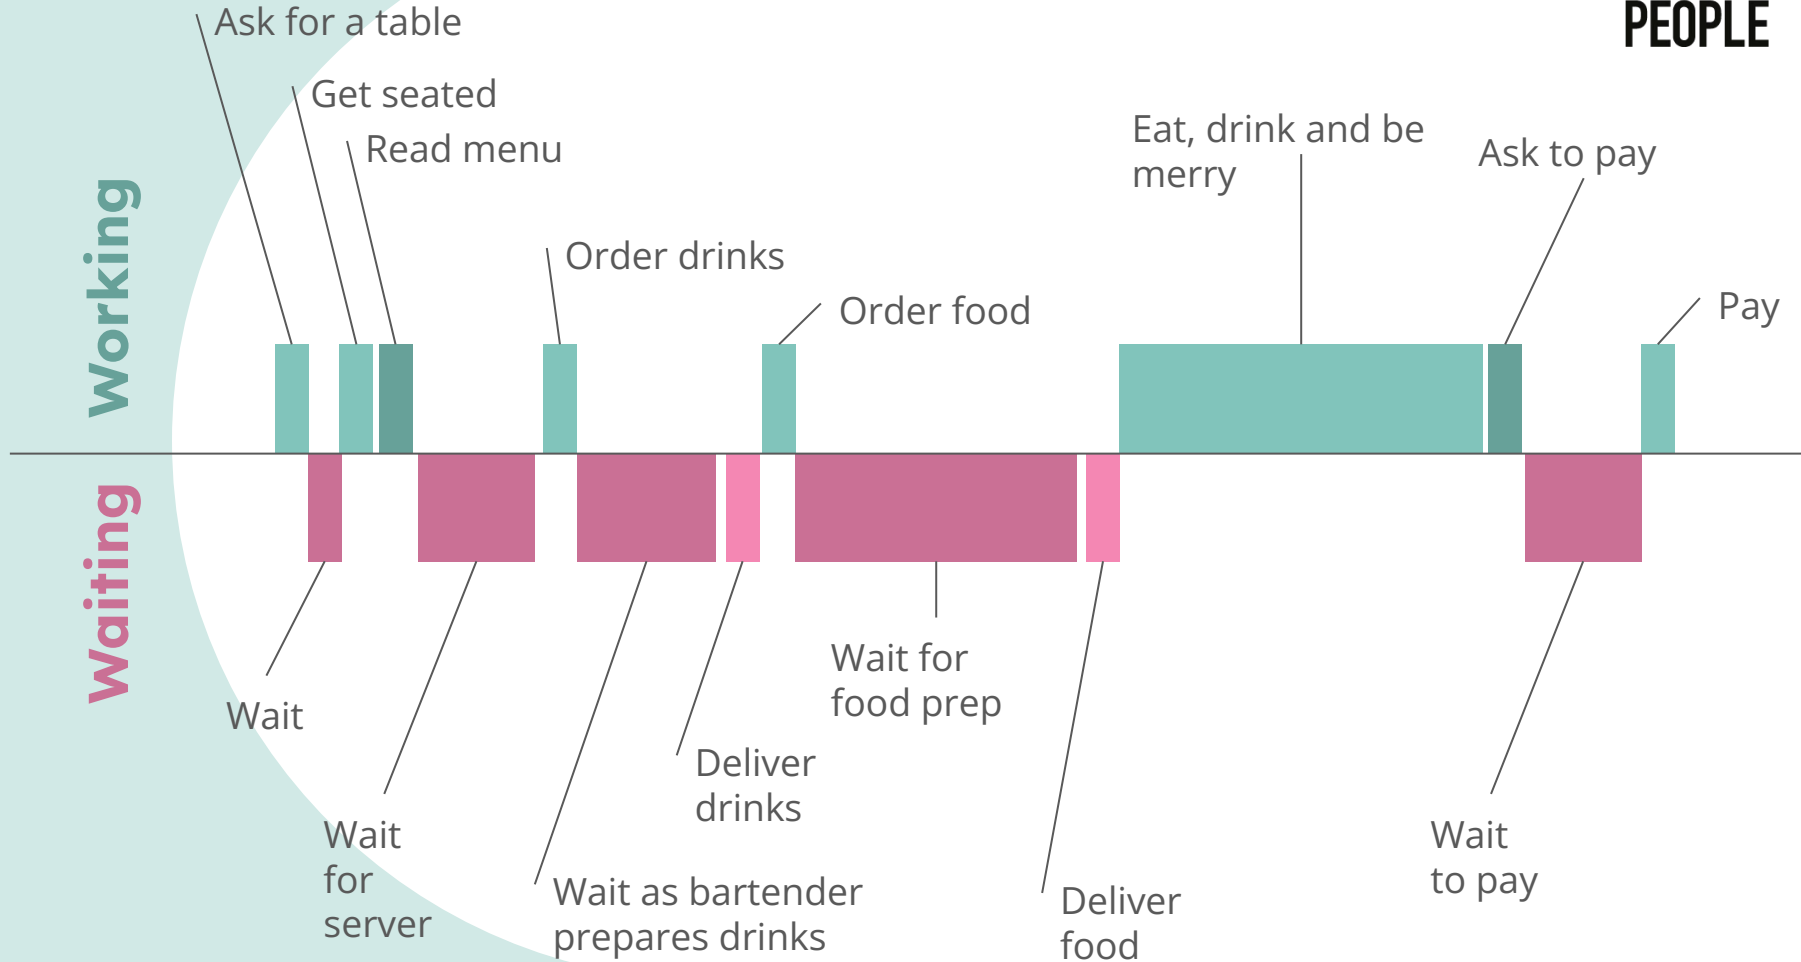 PEOPLE
Ask for a table
Get seated
Read menu
Order drinks
Order food
Eat, drink and be
merry
Ask to pay
Pay
Working
Waiting
Wait
Wait
for
server
Wait as bartender
prepares drinks
Deliver
drinks
Wait for
food prep
Deliver
food
Wait
to pay